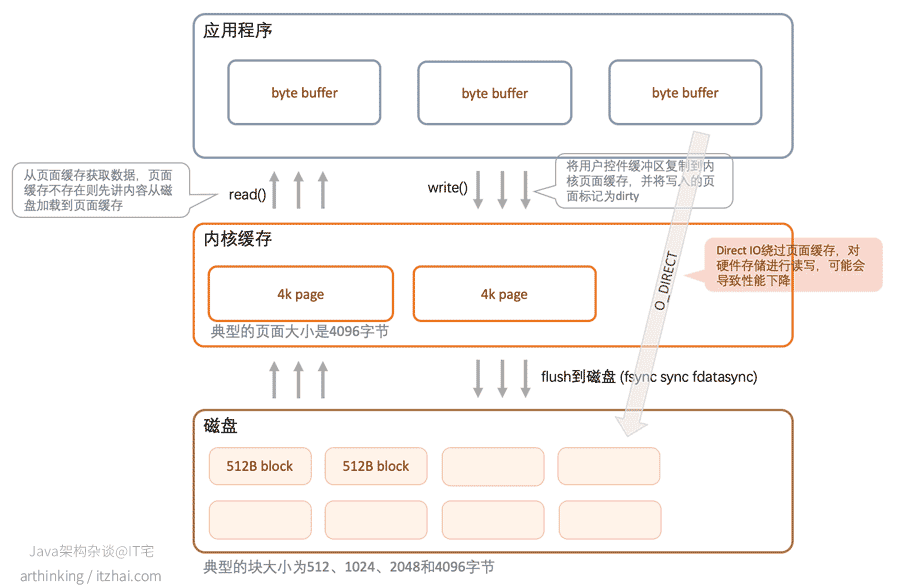 应用程序
byte buffer
byte buffer
byte buffer
从页面缓存获取数据，页面
缓存不存在则先讲内容从磁
盘加载到页面缓存
read()
write()
将用户控件缓冲区复制到内
核页面缓存，并将写入的页
面标记为dirty
内核缓存
4k page
4k page
典型的页面大小是4096字节
O_DIRECT
Direct IO绕过页面缓存，对
硬件存储进行读写，可能会
导致性能下降
flush到磁盘 (fsync sync fdatasync)
磁盘
512B block
512B block
典型的块大小为512、1024、2048和4096字节
Java架构杂谈@IT宅
arthinking / itzhai.com